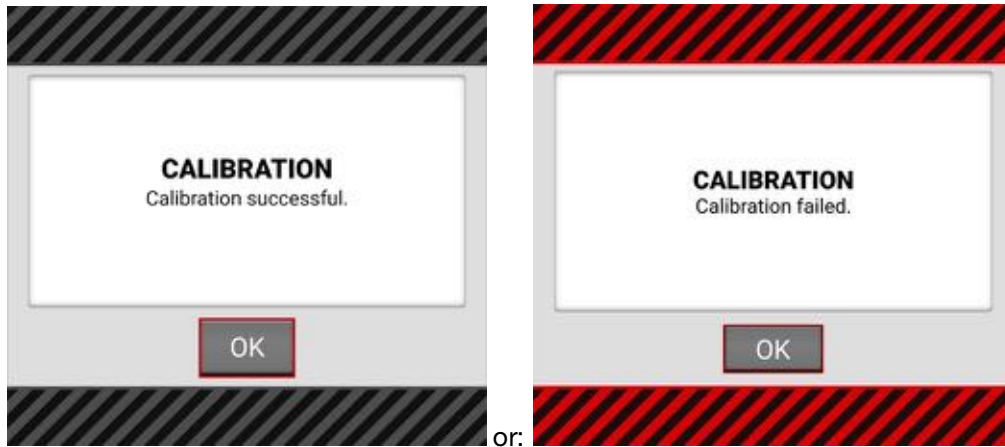 CALIBRATION
Calibration successful.
OK
or:
CALIBRATION
Calibration failed.
OK